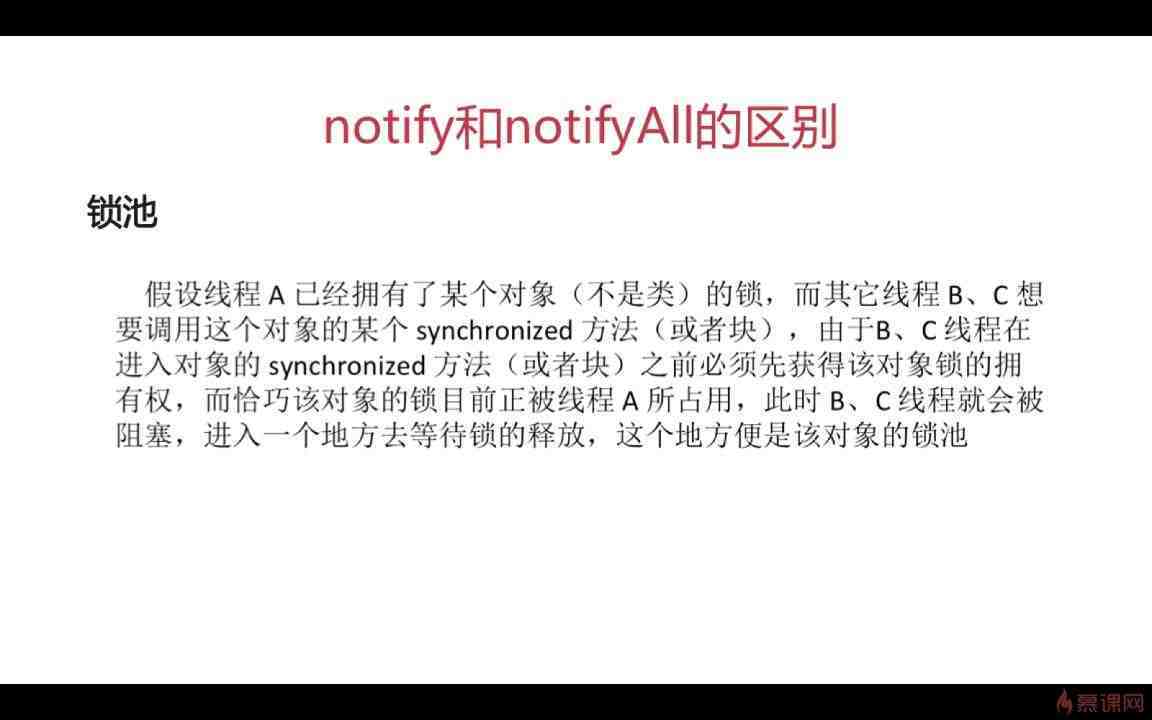 notify和notifyAll的区别
锁池
假设线程 A 已经拥有了某个对象（不是类）的锁，而其它线程 B、C 想
要调用这个对象的某个 synchronized 方法（或者块），由于B、C 线程在
进入对象的 synchronized 方法（或者块）之前必须先获得该对象锁的拥
有权，而恰巧该对象的锁目前正被线程 A 所占用，此时 B、C 线程就会被
阻塞，进入一个地方去等待锁的释放，这个地方便是该对象的锁池
慕课网